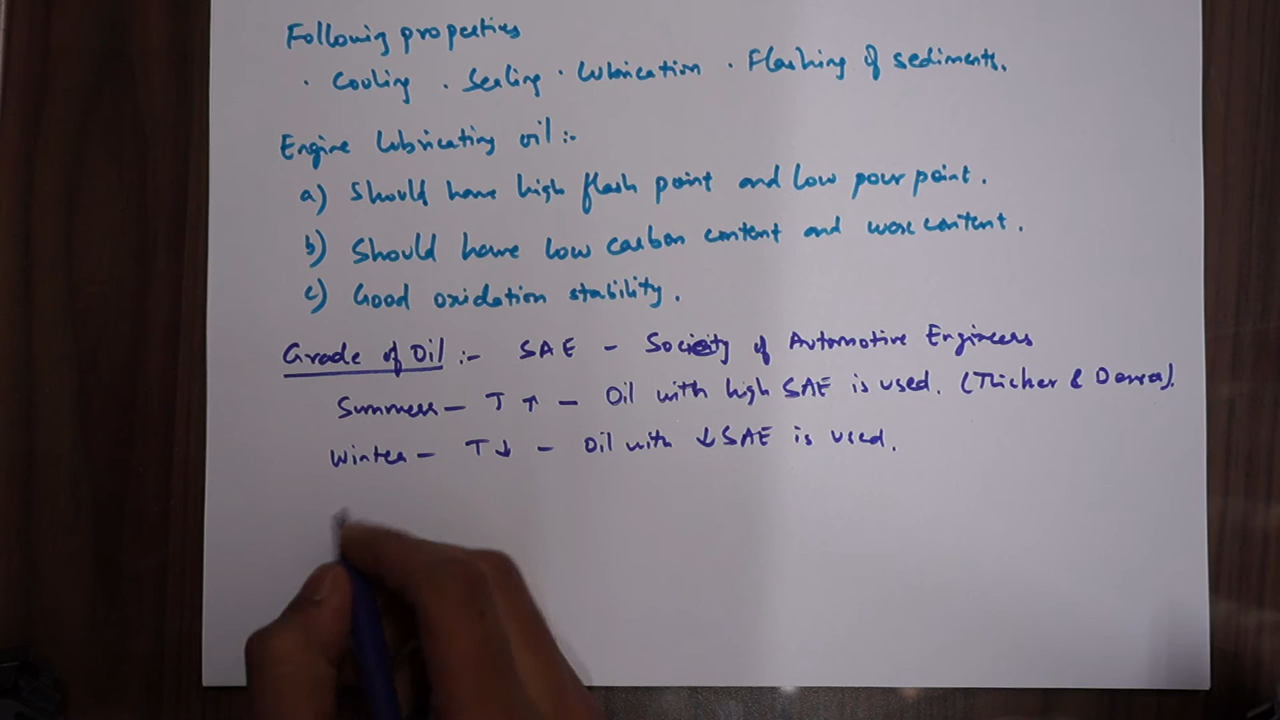 Following properties
· Cooling · Sealing · Lubrication · Flashing of sediments.
Engine lubricating oil :-
a) Should have high flash point and low pour point.
b) Should have low carbon content and wax content.
c) Good oxidation stability.
Grade of Oil :- SAE - Society of Automotive Engineers
Summer - T ↑ - Oil with high SAE is used. (Thicker & Denser).
Winter - T ↓ - Oil with ↓ SAE is used.